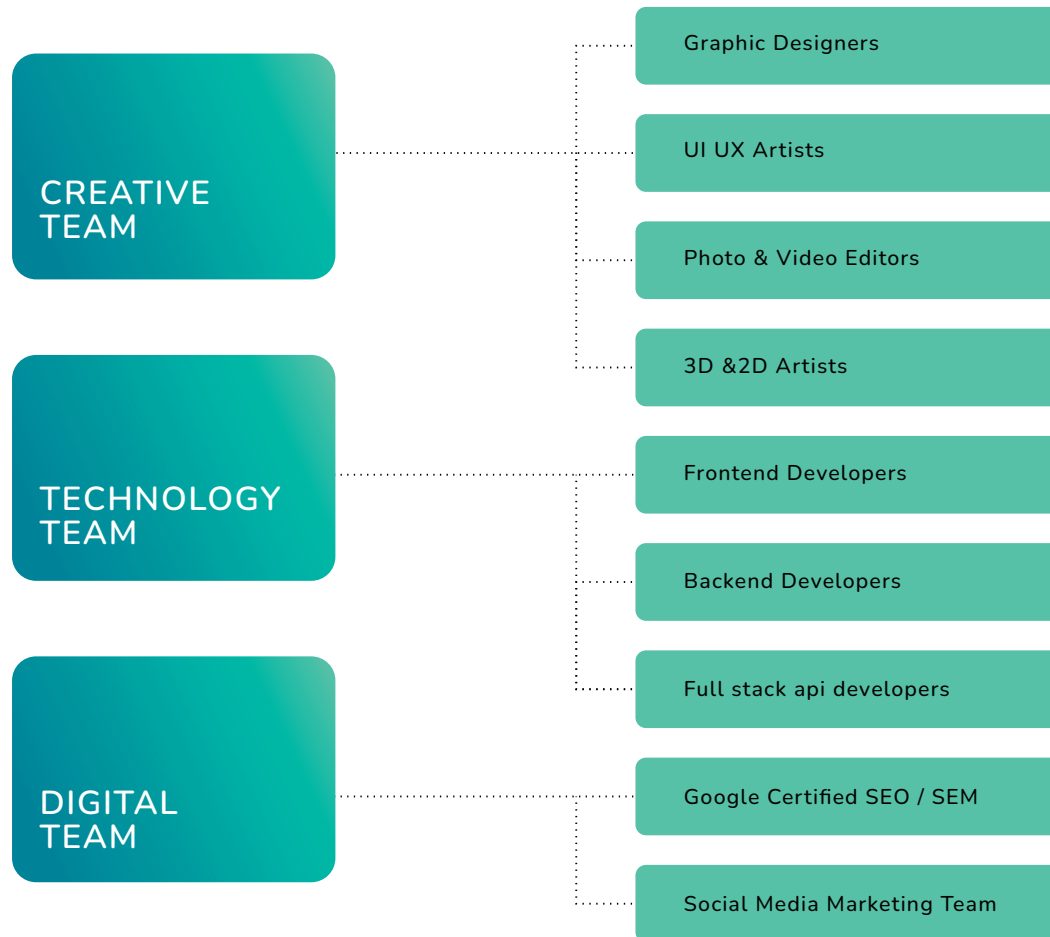 CREATIVE
TEAM
Graphic Designers
UI UX Artists
Photo & Video Editors
3D &2D Artists
TECHNOLOGY
TEAM
Frontend Developers
Backend Developers
Full stack api developers
DIGITAL
TEAM
Google Certified SEO / SEM
Social Media Marketing Team